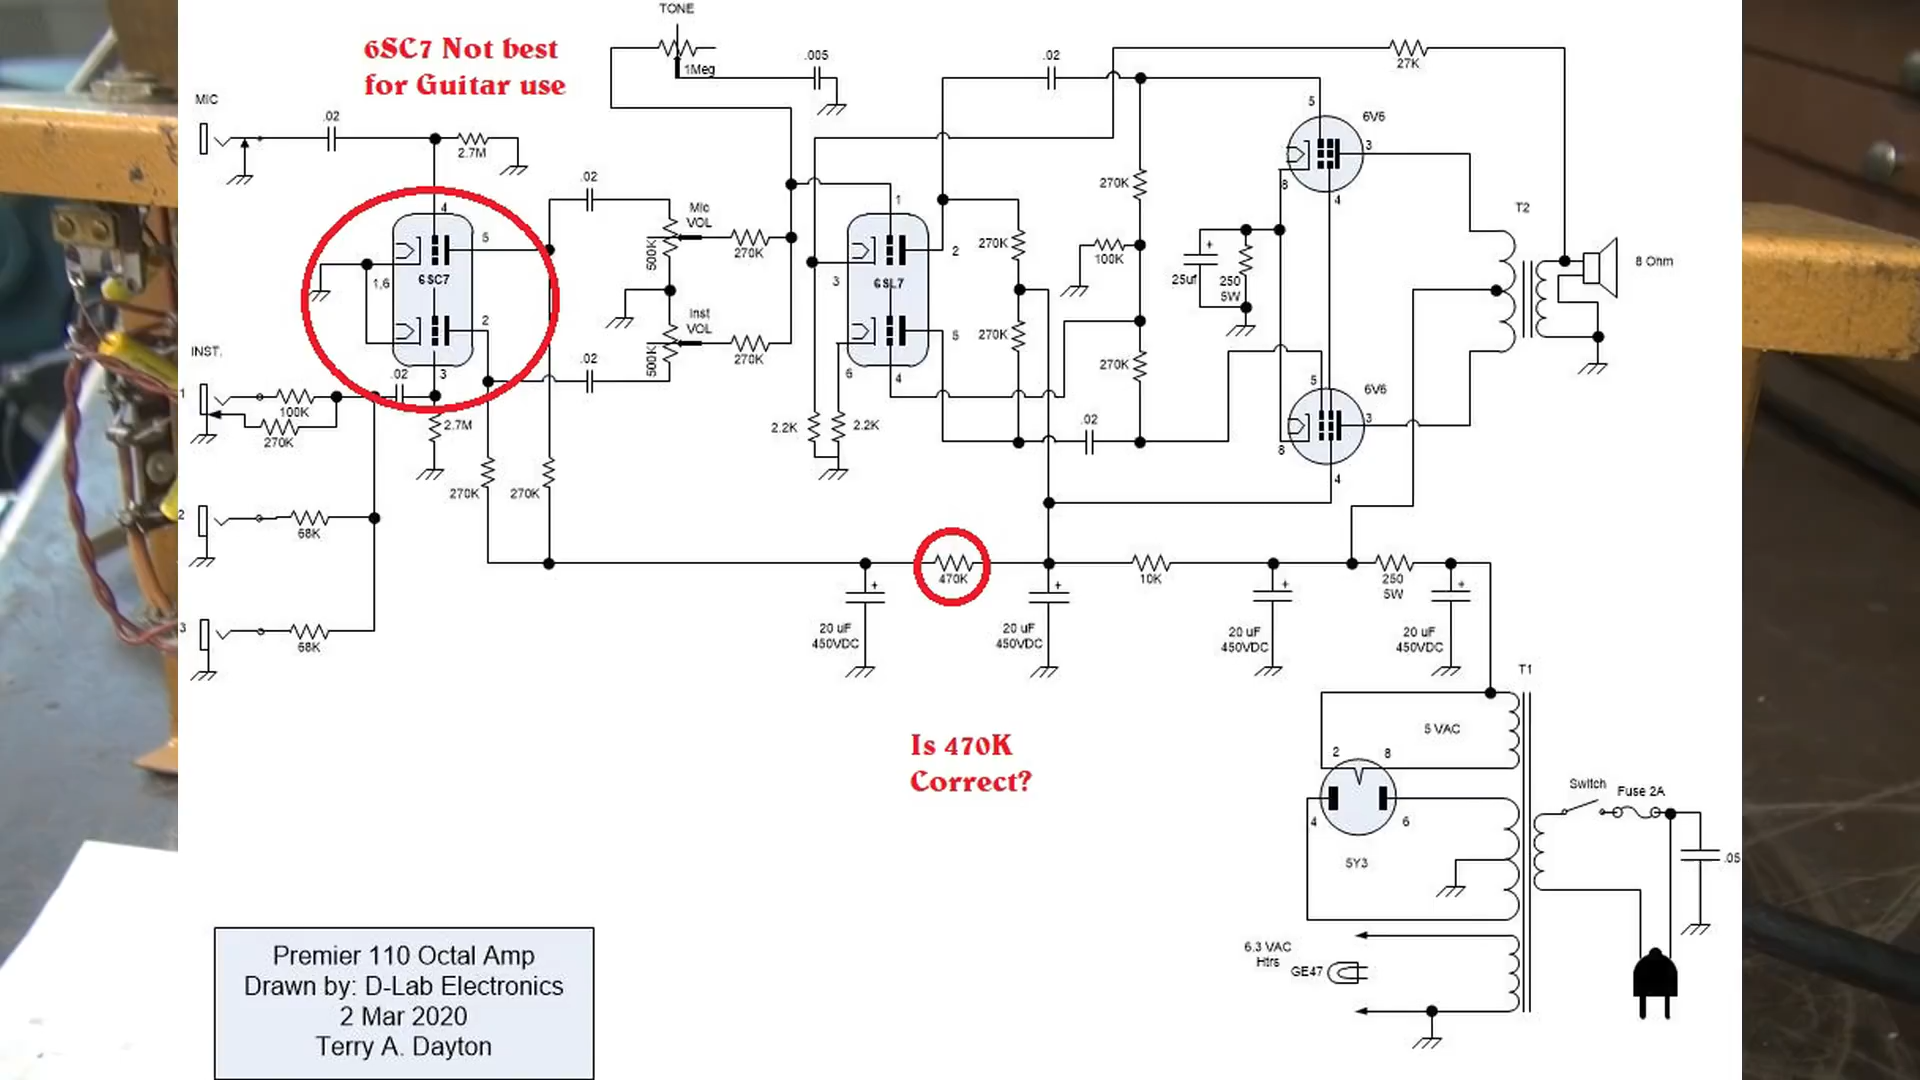 TONE
6SC7 Not best
for Guitar use
1Meg
.005
.02
27K
MIC
.02
2.7M
5
6V6
3
8
4
270K
T2
4
5
1,6
6SC7
2
3
.02
Mic
VOL
500K
270K
Inst
VOL
500K
270K
.02
1
2
3
6SL7
5
6
4
270K
270K
100K
270K
+
25uf
250
5W
8 Ohm
INST.
1
100K
270K
.02
2.7M
2.2K
2.2K
.02
5
6V6
3
8
4
270K
270K
2
68K
3
68K
470K
10K
250
5W
+
20 uF
450VDC
+
20 uF
450VDC
+
20 uF
450VDC
+
20 uF
450VDC
T1
Is 470K
Correct?
5 VAC
2
8
4
6
5Y3
Switch
Fuse 2A
.05
6.3 VAC
Htrs
GE47
Premier 110 Octal Amp
Drawn by: D-Lab Electronics
2 Mar 2020
Terry A. Dayton